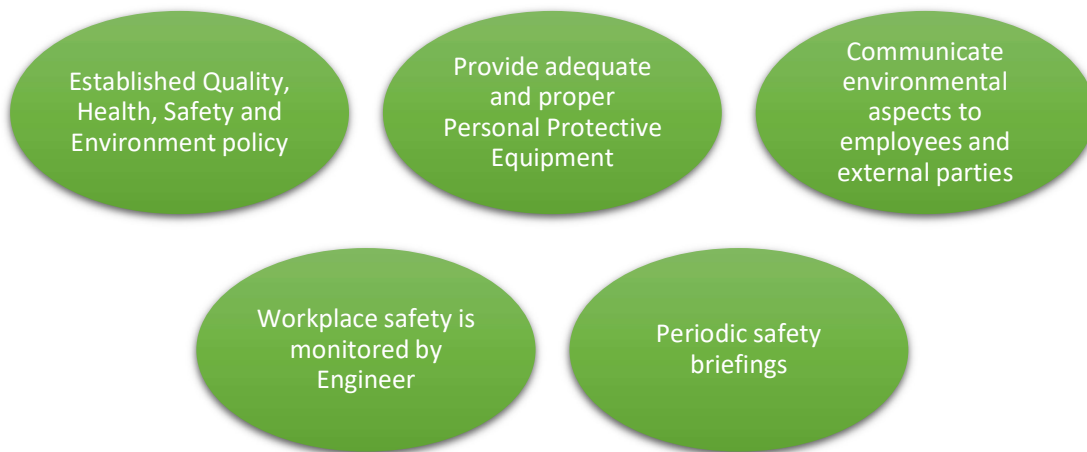 Established Quality,
Health, Safety and
Environment policy
Provide adequate
and proper
Personal Protective
Equipment
Communicate
environmental
aspects to
employees and
external parties
Workplace safety is
monitored by
Engineer
Periodic safety
briefings